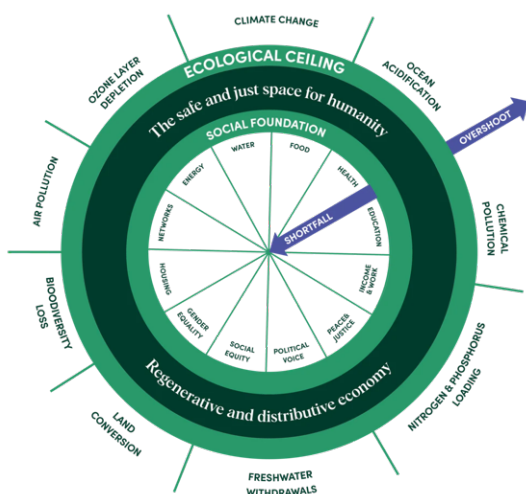 CLIMATE CHANGE
OCEAN
ACIDIFICATION
CHEMICAL
POLLUTION
NITROGEN & PHOSPHORUS
LOADING
FRESHWATER
WITHDRAWALS
LAND
CONVERSION
BIODIVERSITY
LOSS
AIR POLLUTION
OZONE LAYER
DEPLETION
ECOLOGICAL CEILING
OVERSHOOT
The safe and just space for humanity
SOCIAL FOUNDATION
WATER
FOOD
HEALTH
SHORTFALL
EDUCATION
INCOME
& WORK
PEACE&
JUSTICE
POLITICAL
VOICE
SOCIAL
EQUITY
GENDER
EQUALITY
HOUSING
NETWORKS
ENERGY
Regenerative and distributive economy